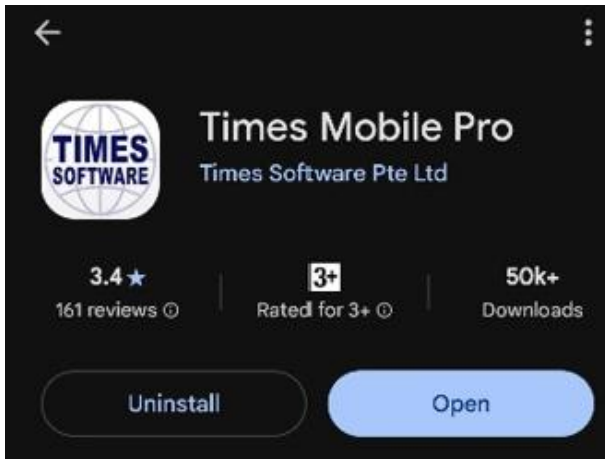 Times Mobile Pro
TIMES
SOFTWARE
Times Software Pte Ltd
3.4 ★
3+
50k+
161 reviews
Rated for 3+
Downloads
Uninstall
Open